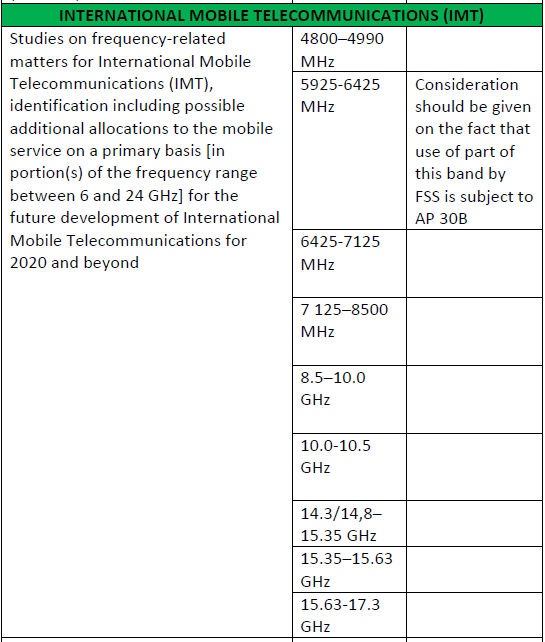 INTERNATIONAL MOBILE TELECOMMUNICATIONS (IMT)
Studies on frequency-related
matters for International Mobile
Telecommunications (IMT),
identification including possible
additional allocations to the mobile
service on a primary basis [in
portion(s) of the frequency range
between 6 and 24 GHz] for the
future development of International
Mobile Telecommunications for
2020 and beyond
4800–4990
MHz
5925-6425
MHz
Consideration
should be given
on the fact that
use of part of
this band by
FSS is subject to
AP 30B
6425-7125
MHz
7 125–8500
MHz
8.5–10.0
GHz
10.0-10.5
GHz
14.3/14,8–
15.35 GHz
15.35–15.63
GHz
15.63-17.3
GHz